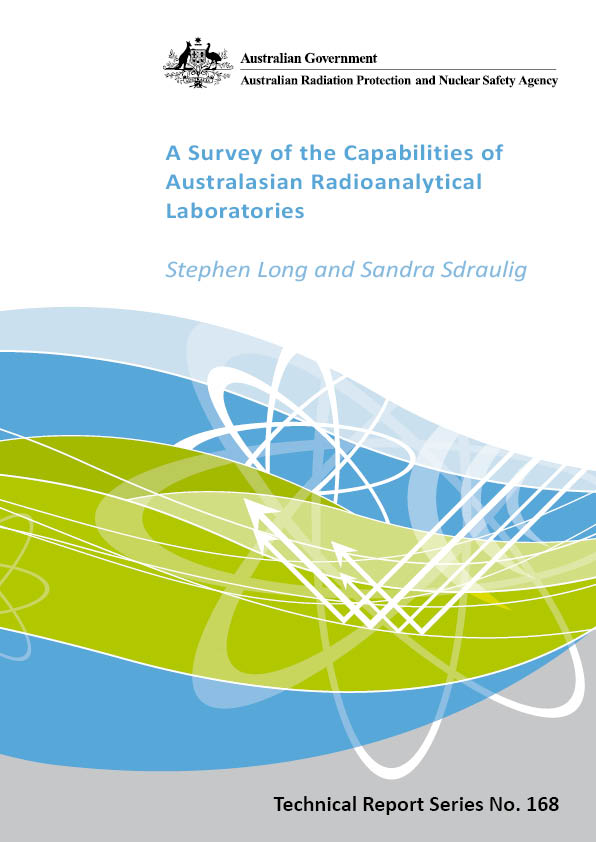 Australian Government
Australian Radiation Protection and Nuclear Safety Agency
A Survey of the Capabilities of
Australasian Radioanalytical
Laboratories
Stephen Long and Sandra Sdraulig
Technical Report Series No. 168